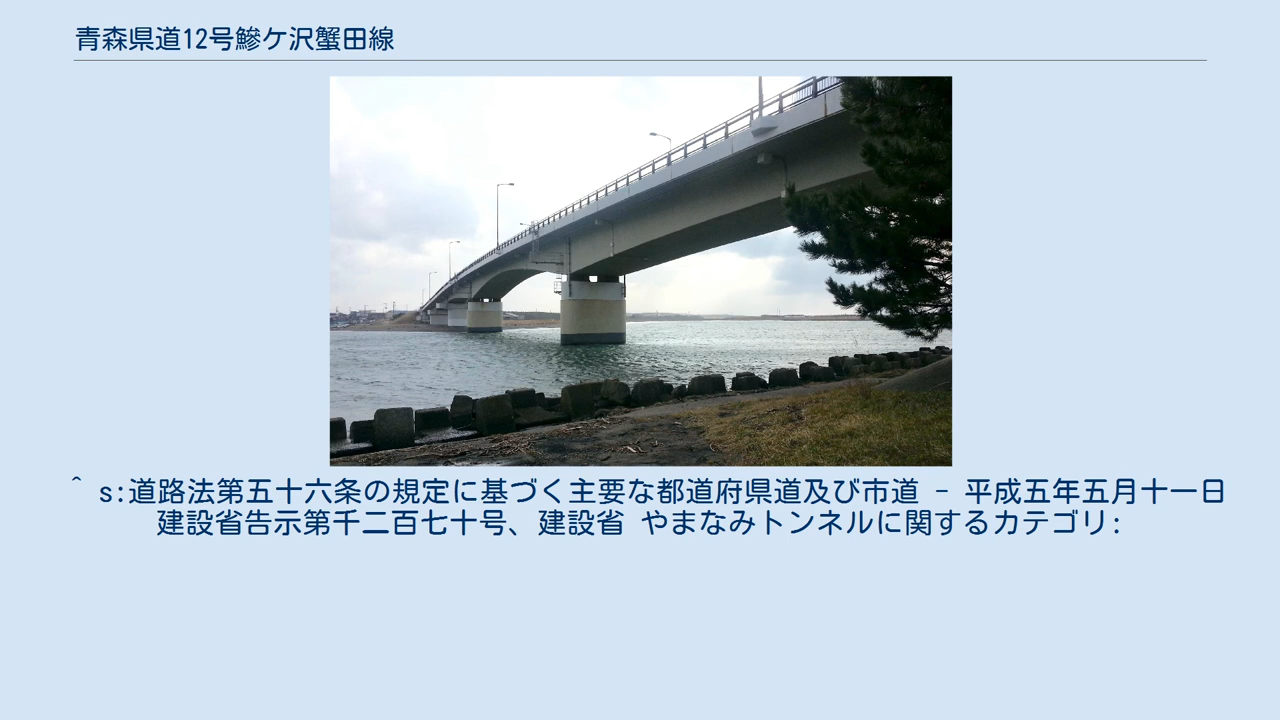 青森県道12号鰺ケ沢蟹田線
^ s:道路法第五十六条の規定に基づく主要な都道府県道及び市道 - 平成五年五月十一日
建設省告示第千二百七十号、建設省 やまなみトンネルに関するカテゴリ: